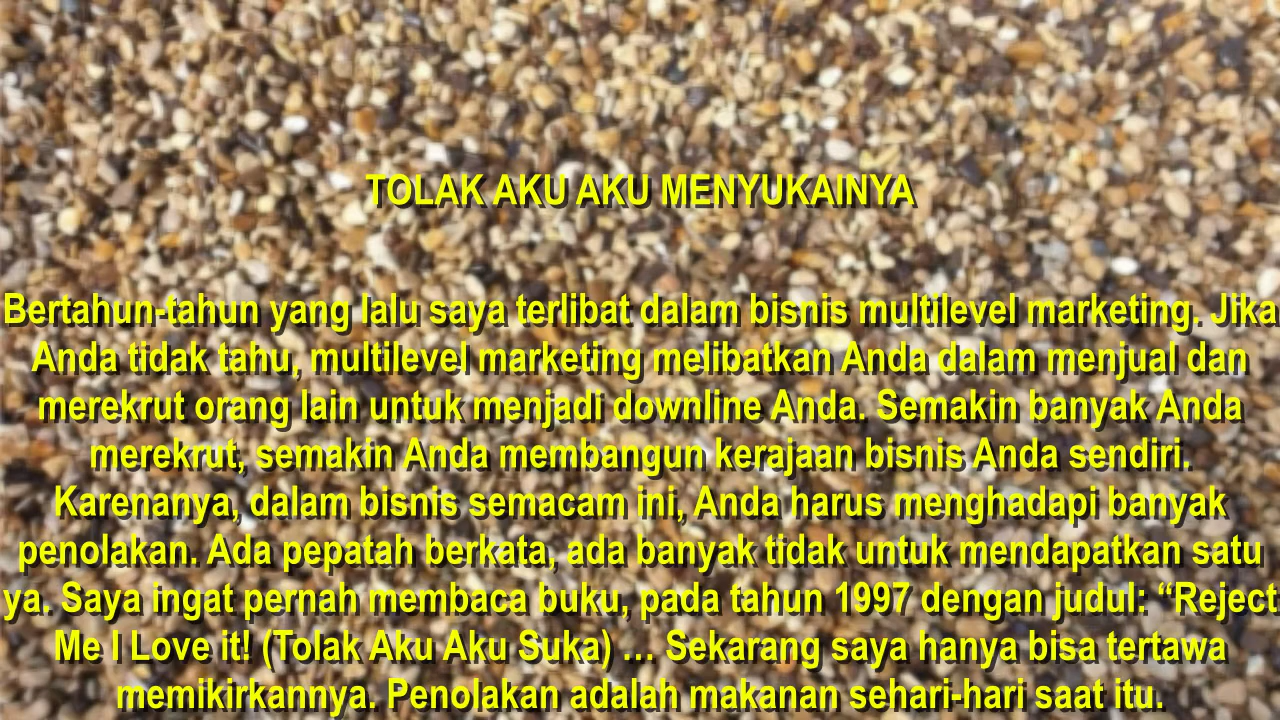 TOLAK AKU AKU MENYUKAINYA
Bertahun-tahun yang lalu saya terlibat dalam bisnis multilevel marketing. Jika
Anda tidak tahu, multilevel marketing melibatkan Anda dalam menjual dan
merekrut orang lain untuk menjadi downline Anda. Semakin banyak Anda
merekrut, semakin Anda membangun kerajaan bisnis Anda sendiri.
Karenanya, dalam bisnis semacam ini, Anda harus menghadapi banyak
penolakan. Ada pepatah berkata, ada banyak tidak untuk mendapatkan satu
ya. Saya ingat pernah membaca buku, pada tahun 1997 dengan judul: “Reject
Me I Love it! (Tolak Aku Aku Suka) … Sekarang saya hanya bisa tertawa
memikirkannya. Penolakan adalah makanan sehari-hari saat itu.